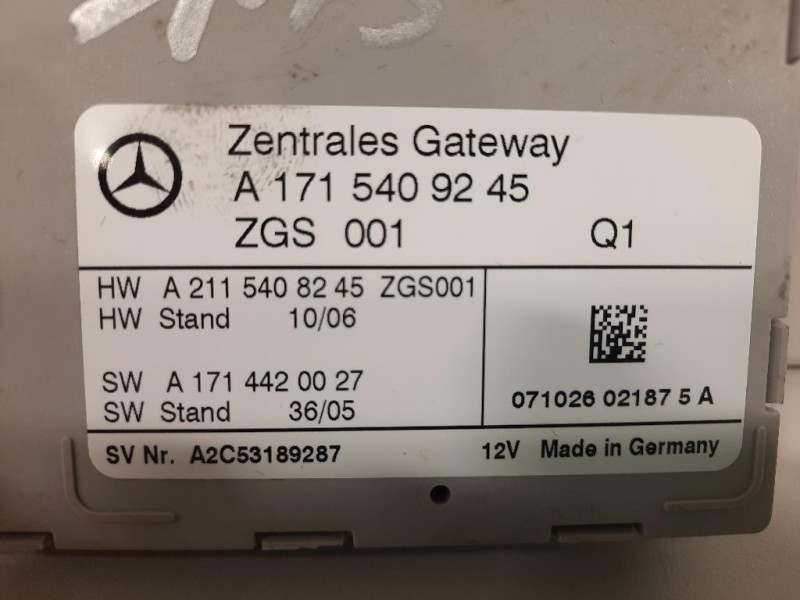 Zentrales Gateway
A 171 540 92 45
ZGS 001 Q1
HW A 211 540 82 45 ZGS001
HW Stand 10/06
SW A 171 442 00 27
SW Stand 36/05
071026 02187 5 A
SV Nr. A2C53189287 12V Made in Germany